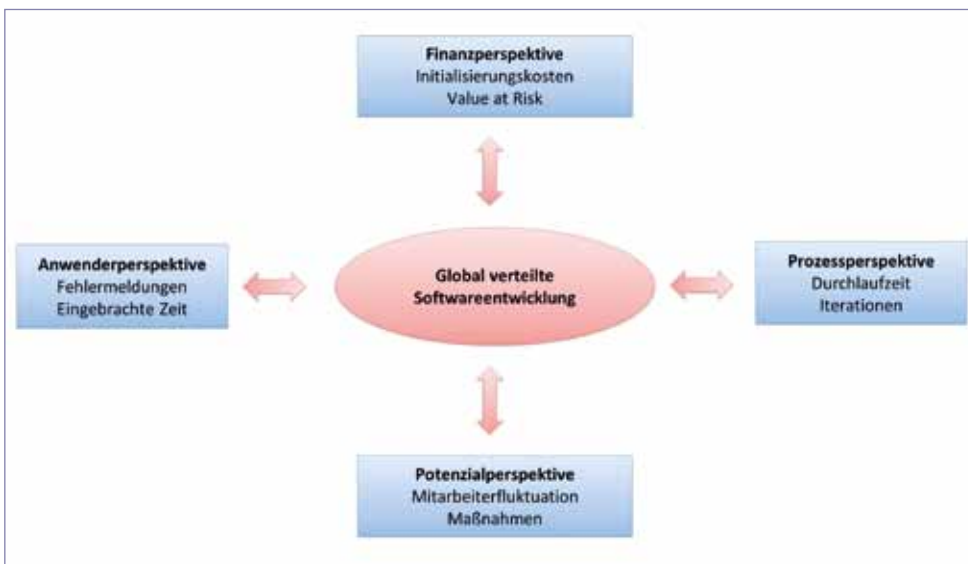 Finanzperspektive
Initialisierungskosten
Value at Risk
Anwenderperspektive
Fehlermeldungen
Eingebrachte Zeit
Global verteilte
Softwareentwicklung
Prozessperspektive
Durchlaufzeit
Iterationen
Potenzialperspektive
Mitarbeiterfluktuation
Maßnahmen